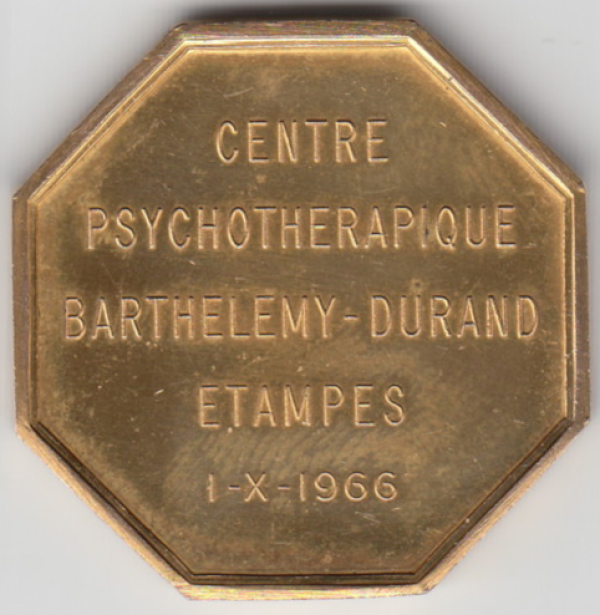 CENTRE
PSYCHOTHERAPIQUE
BARTHELEMY-DURAND
ETAMPES
1-X-1966